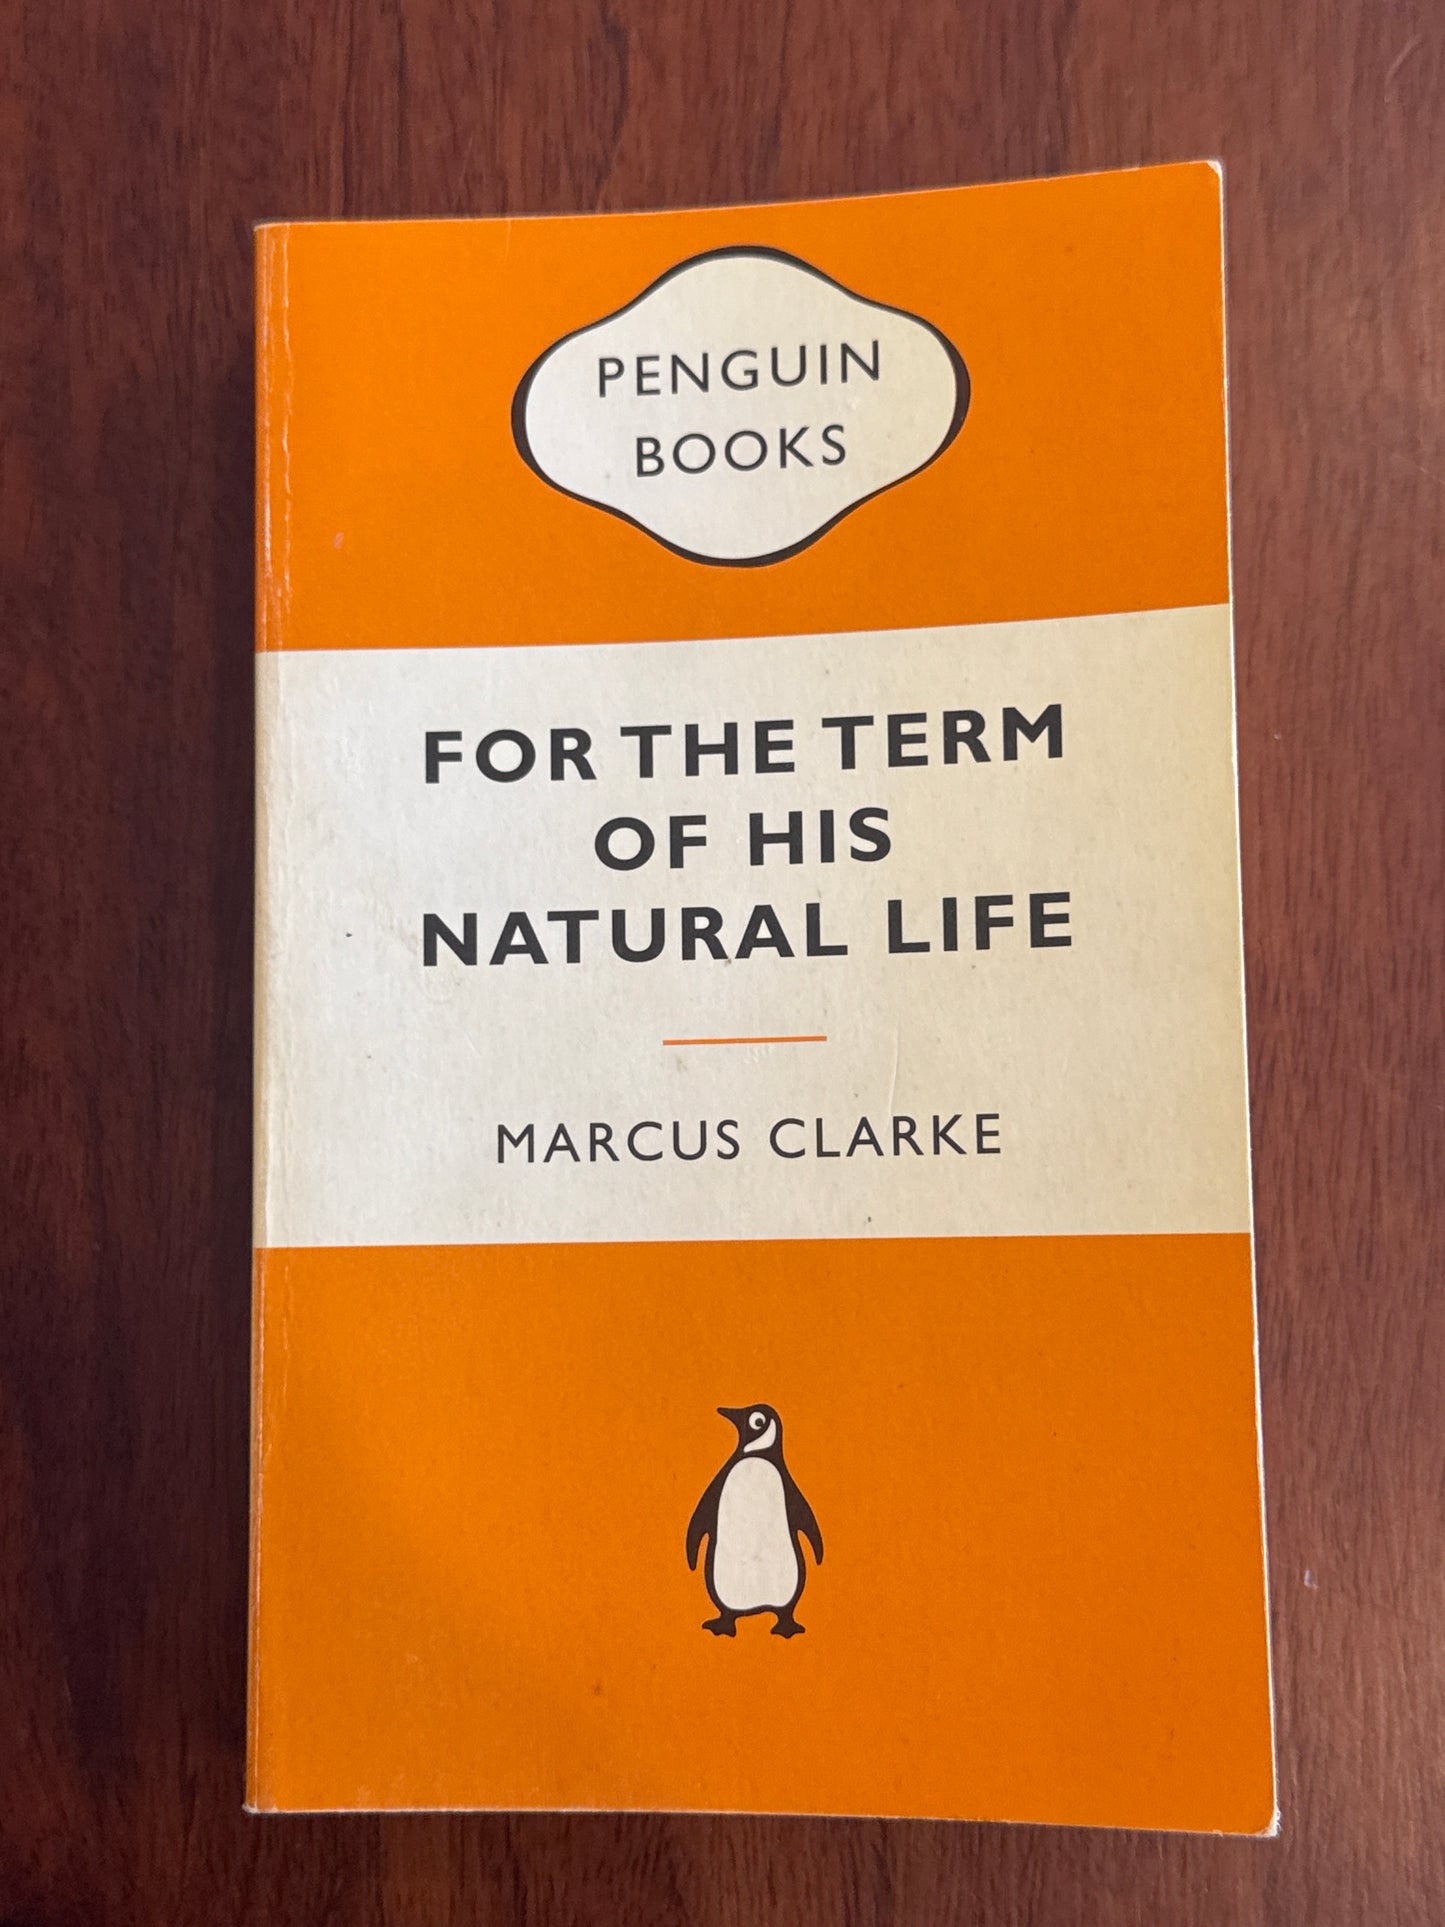 PENGUIN
BOOKS
FOR THE TERM
OF HIS
NATURAL LIFE
MARCUS CLARKE